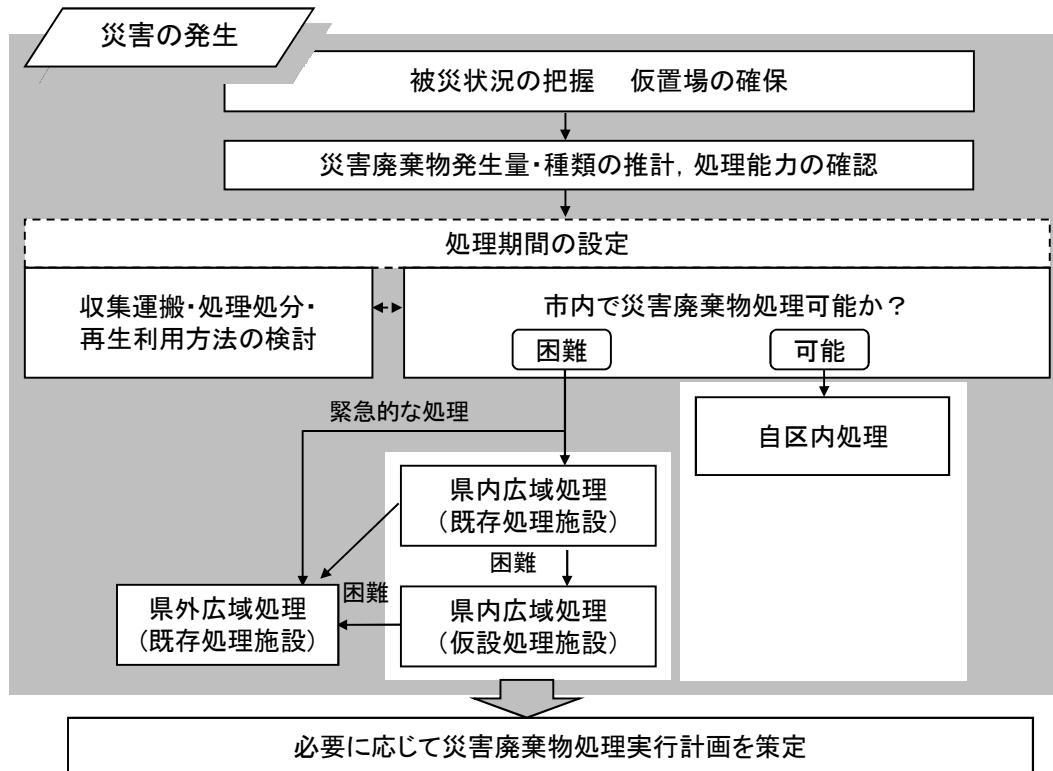 災害の発生
被災状況の把握　仮置場の確保
災害廃棄物発生量・種類の推計，処理能力の確認
処理期間の設定
収集運搬・処理・処分・
再生利用方法の検討
市内で災害廃棄物処理可能か？
困難
可能
緊急的な処理
自区内処理
県内広域処理
（既存処理施設）
困難
県外広域処理
（既存処理施設）
困難
県内広域処理
（仮設処理施設）
必要に応じて災害廃棄物処理実行計画を策定